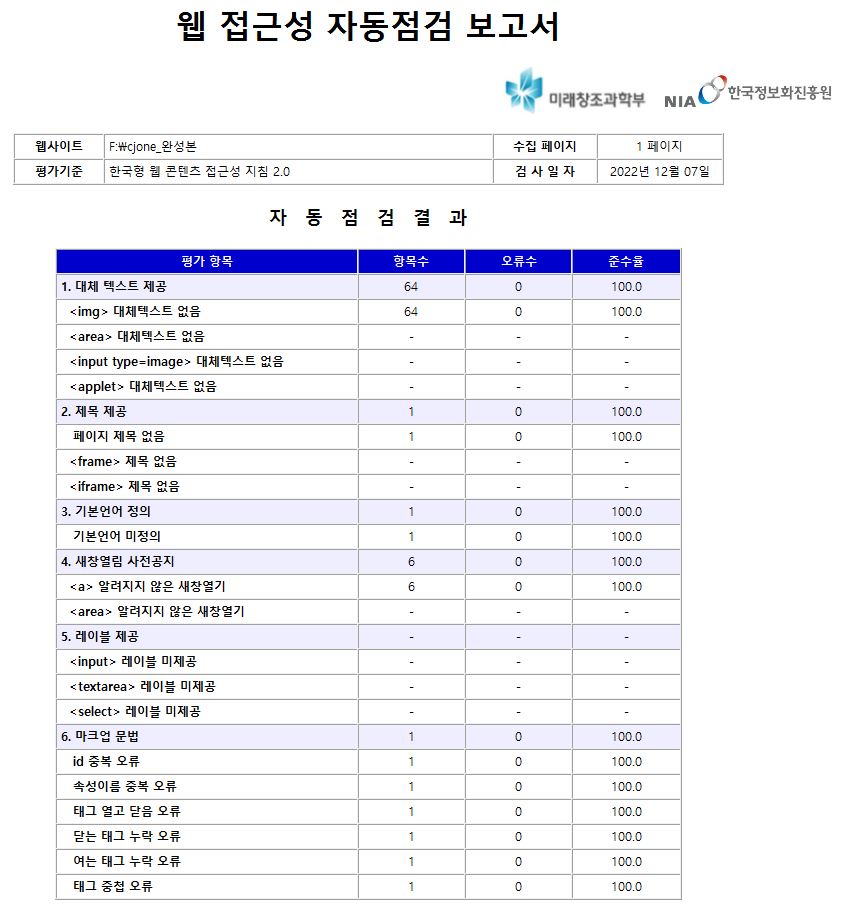 웹 접근성 자동점검 보고서
미래창조과학부 NIA 한국정보화진흥원
웹사이트 F:\cjone_완성본 수집 페이지 1 페이지
평가기준 한국형 웹 콘텐츠 접근성 지침 2.0 검 사 일 자 2022년 12월 07일
자 동 점 검 결 과
평가 항목 항목수 오류수 준수율
1. 대체 텍스트 제공 64 0 100.0
<img> 대체텍스트 없음 64 0 100.0
<area> 대체텍스트 없음 - - -
<input type=image> 대체텍스트 없음 - - -
<applet> 대체텍스트 없음 - - -
2. 제목 제공 1 0 100.0
페이지 제목 없음 1 0 100.0
<frame> 제목 없음 - - -
<iframe> 제목 없음 - - -
3. 기본언어 정의 1 0 100.0
기본언어 미정의 1 0 100.0
4. 새창열림 사전공지 6 0 100.0
<a> 알려지지 않은 새창열기 6 0 100.0
<area> 알려지지 않은 새창열기 - - -
5. 레이블 제공 - - -
<input> 레이블 미제공 - - -
<textarea> 레이블 미제공 - - -
<select> 레이블 미제공 - - -
6. 마크업 문법 1 0 100.0
id 중복 오류 1 0 100.0
속성이름 중복 오류 1 0 100.0
태그 열고 닫음 오류 1 0 100.0
닫는 태그 누락 오류 1 0 100.0
여는 태그 누락 오류 1 0 100.0
태그 중첩 오류 1 0 100.0